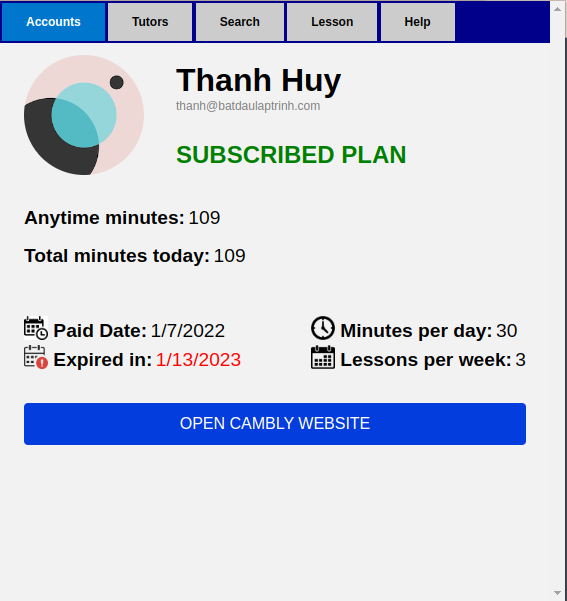 Accounts Tutors Search Lesson Help
Thanh Huy
thanh@batdaulaptrinh.com
SUBSCRIBED PLAN
Anytime minutes: 109
Total minutes today: 109
Paid Date: 1/7/2022 Minutes per day: 30
Expired in: 1/13/2023 Lessons per week: 3
OPEN CAMBLY WEBSITE